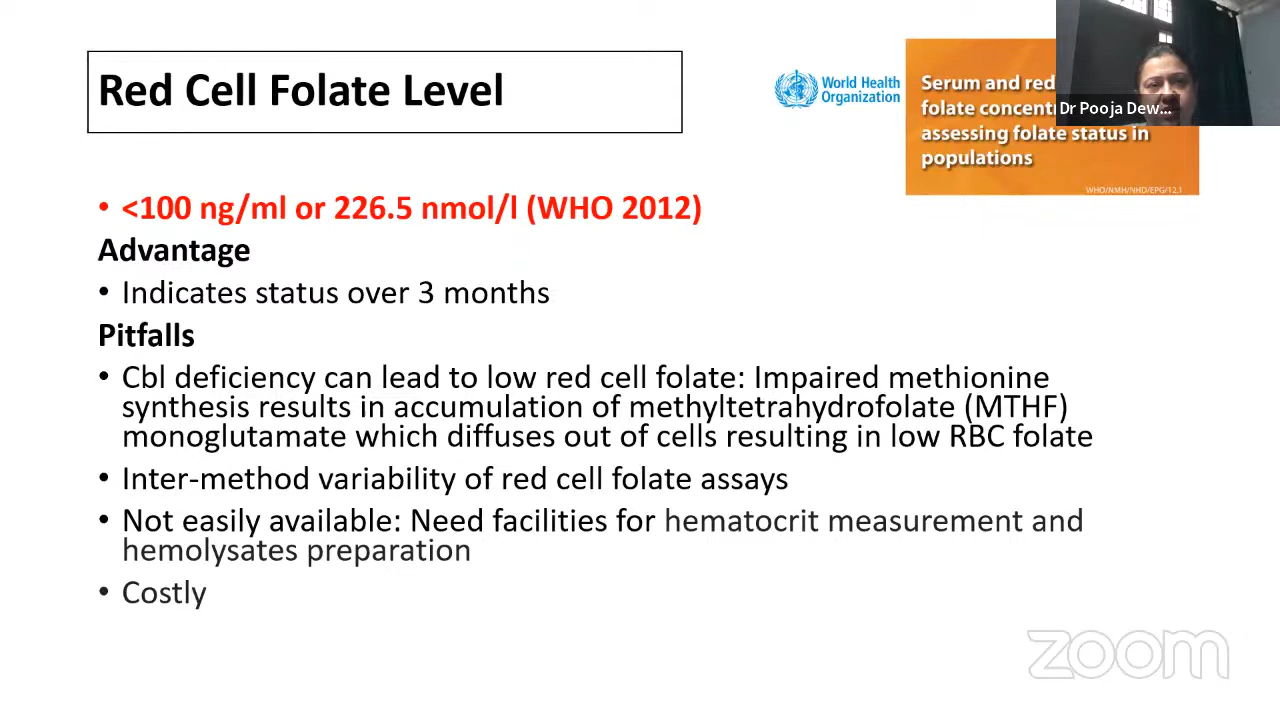 Red Cell Folate Level
World Health
Organization
Serum and red
folate concent
assessing folate status in
populations
WHO/NMH/NHD/EPG/12.1
Dr Pooja Dew...
• <100 ng/ml or 226.5 nmol/l (WHO 2012)
Advantage
• Indicates status over 3 months
Pitfalls
• Cbl deficiency can lead to low red cell folate: Impaired methionine
synthesis results in accumulation of methyltetrahydrofolate (MTHF)
monoglutamate which diffuses out of cells resulting in low RBC folate
• Inter-method variability of red cell folate assays
• Not easily available: Need facilities for hematocrit measurement and
hemolysates preparation
• Costly
zoom